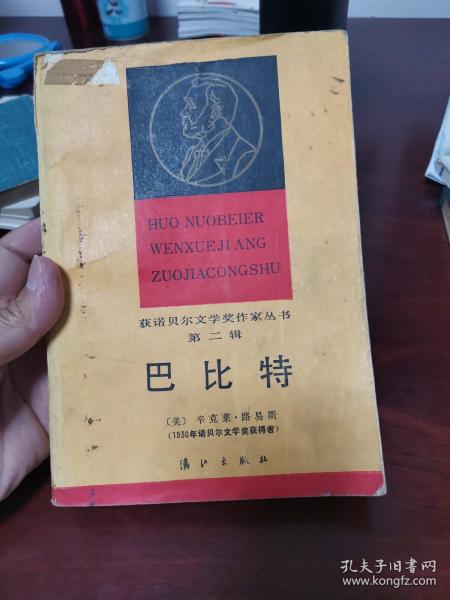 HUO NUOBEIER
WENXUEJIANG
ZUOJIACONGSHU
获诺贝尔文学奖作家丛书
第二辑
巴比特
〔美〕辛克莱·路易斯
(1930年诺贝尔文学奖获得者)
漓江出版社
孔夫子旧书网
www.kongfz.com